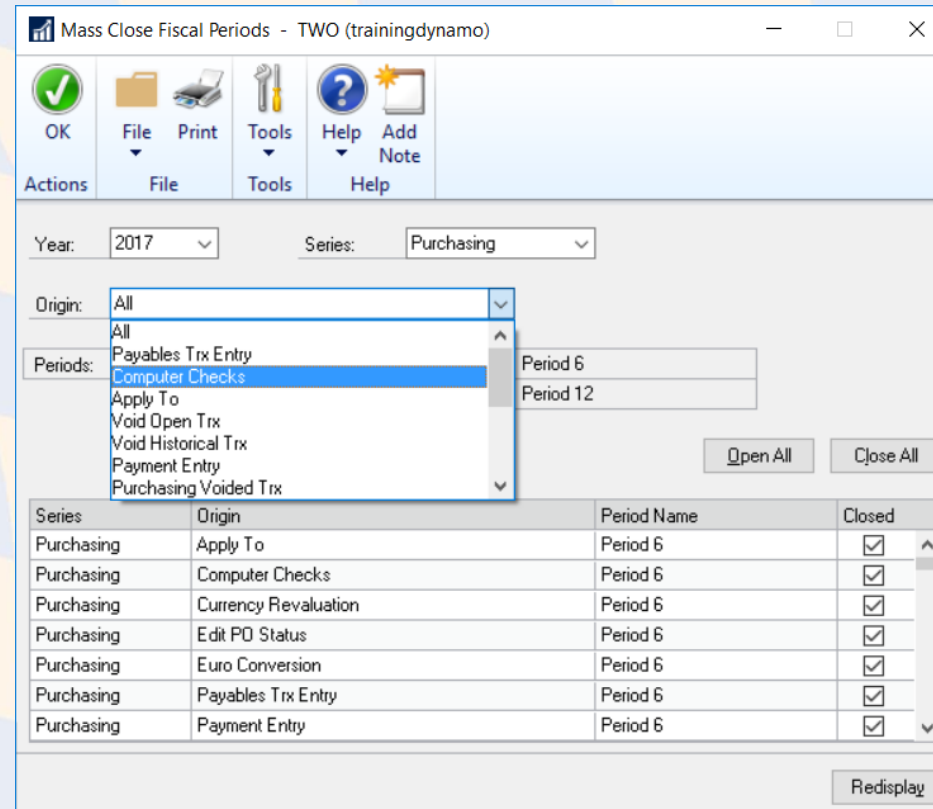 Mass Close Fiscal Periods - TWO (trainingdynamo)
OK File Print Tools Help Add Note
Actions File Tools Help
Year: 2017 Series: Purchasing
Origin: All
All
Payables Trx Entry
Periods: Period 6
Computer Checks
Apply To Period 12
Void Open Trx
Void Historical Trx
Payment Entry Open All Close All
Purchasing Voided Trx
Series Origin Period Name Closed
Purchasing Apply To Period 6
Purchasing Computer Checks Period 6
Purchasing Currency Revaluation Period 6
Purchasing Edit PO Status Period 6
Purchasing Euro Conversion Period 6
Purchasing Payables Trx Entry Period 6
Purchasing Payment Entry Period 6
Redisplay